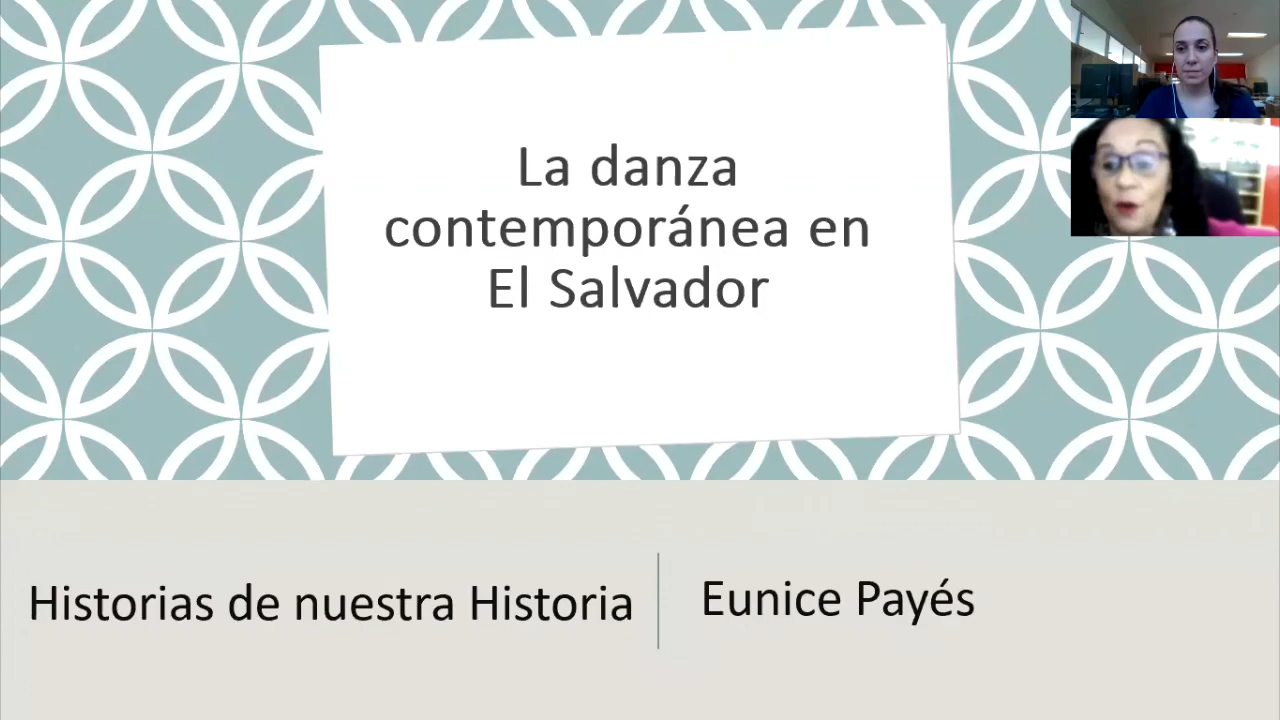 La danza
contemporánea en
El Salvador
Historias de nuestra Historia
Eunice Payés